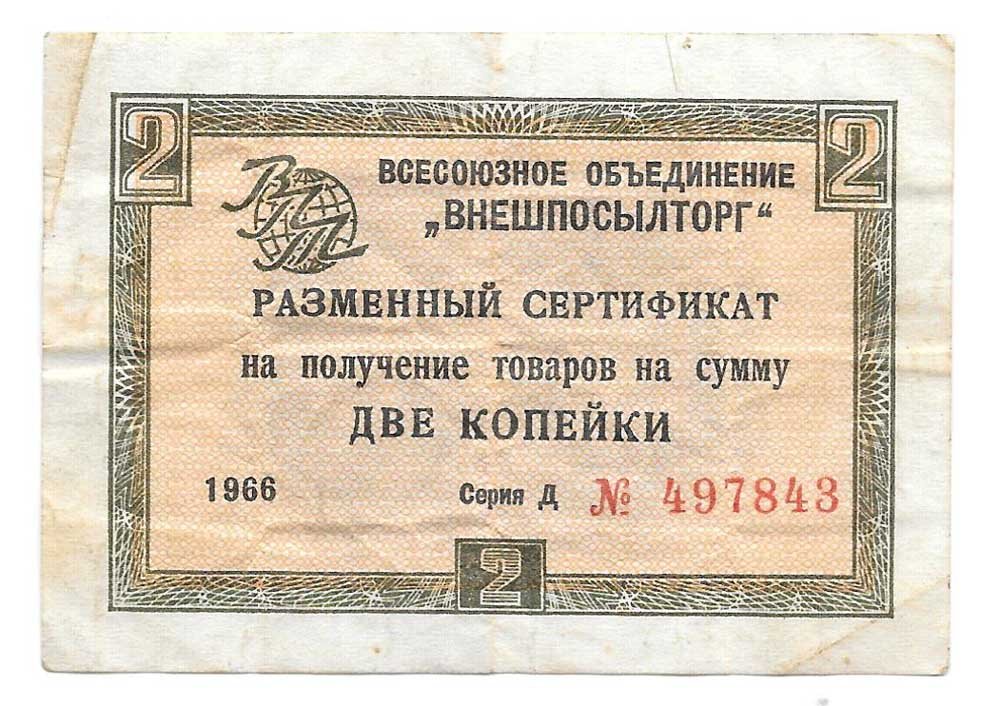 2 2
ВПТ
ВСЕСОЮЗНОЕ ОБЪЕДИНЕНИЕ
„ВНЕШПОСЫЛТОРГ“
РАЗМЕННЫЙ СЕРТИФИКАТ
на получение товаров на сумму
ДВЕ КОПЕЙКИ
1966 Серия Д № 497843
2